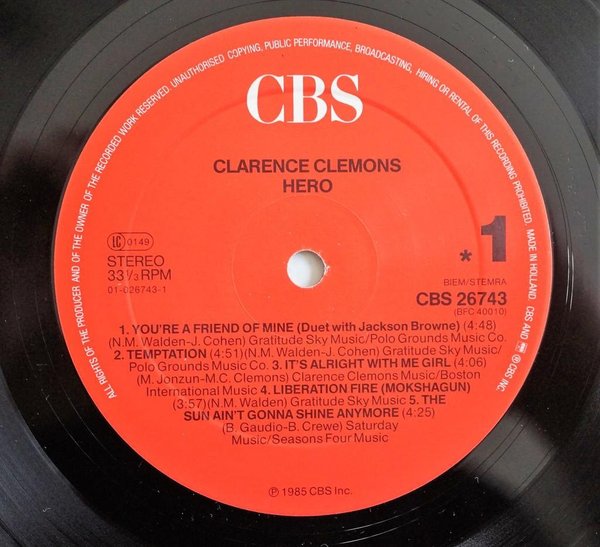 ALL RIGHTS OF THE PRODUCER AND OF THE OWNER OF THE RECORDED WORK RESERVED. UNAUTHORISED COPYING, PUBLIC PERFORMANCE, BROADCASTING, HIRING OR RENTAL OF THIS RECORDING PROHIBITED. MADE IN HOLLAND. CBS AND ℗ CBS INC.
CBS
CLARENCE CLEMONS
HERO
LC 0149
STEREO
33 1/3 RPM
01-026743-1
* 1
BIEM/STEMRA
CBS 26743
(BFC 40010)
1. YOU'RE A FRIEND OF MINE (Duet with Jackson Browne) (4:48)
(N.M. Walden-J. Cohen) Gratitude Sky Music/Polo Grounds Music Co.
2. TEMPTATION (4:51)(N.M. Walden-J. Cohen) Gratitude Sky Music/
Polo Grounds Music Co. 3. IT'S ALRIGHT WITH ME GIRL (4:06)
(M. Jonzun-M.C. Clemons) Clarence Clemons Music/Boston
International Music 4. LIBERATION FIRE (MOKSHAGUN)
(3:57)(N.M. Walden) Gratitude Sky Music 5. THE
SUN AIN'T GONNA SHINE ANYMORE (4:25)
(B. Gaudio-B. Crewe) Saturday
Music/Seasons Four Music
℗ 1985 CBS Inc.